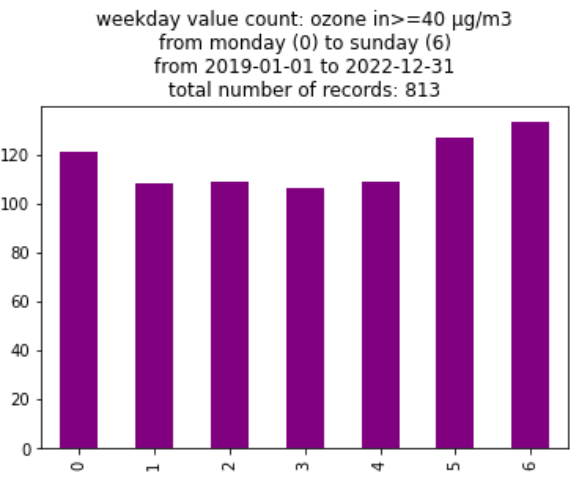 weekday value count: ozone in>=40 µg/m3
from monday (0) to sunday (6)
from 2019-01-01 to 2022-12-31
total number of records: 813
120
100
80
60
40
20
0
0 1 2 3 4 5 6